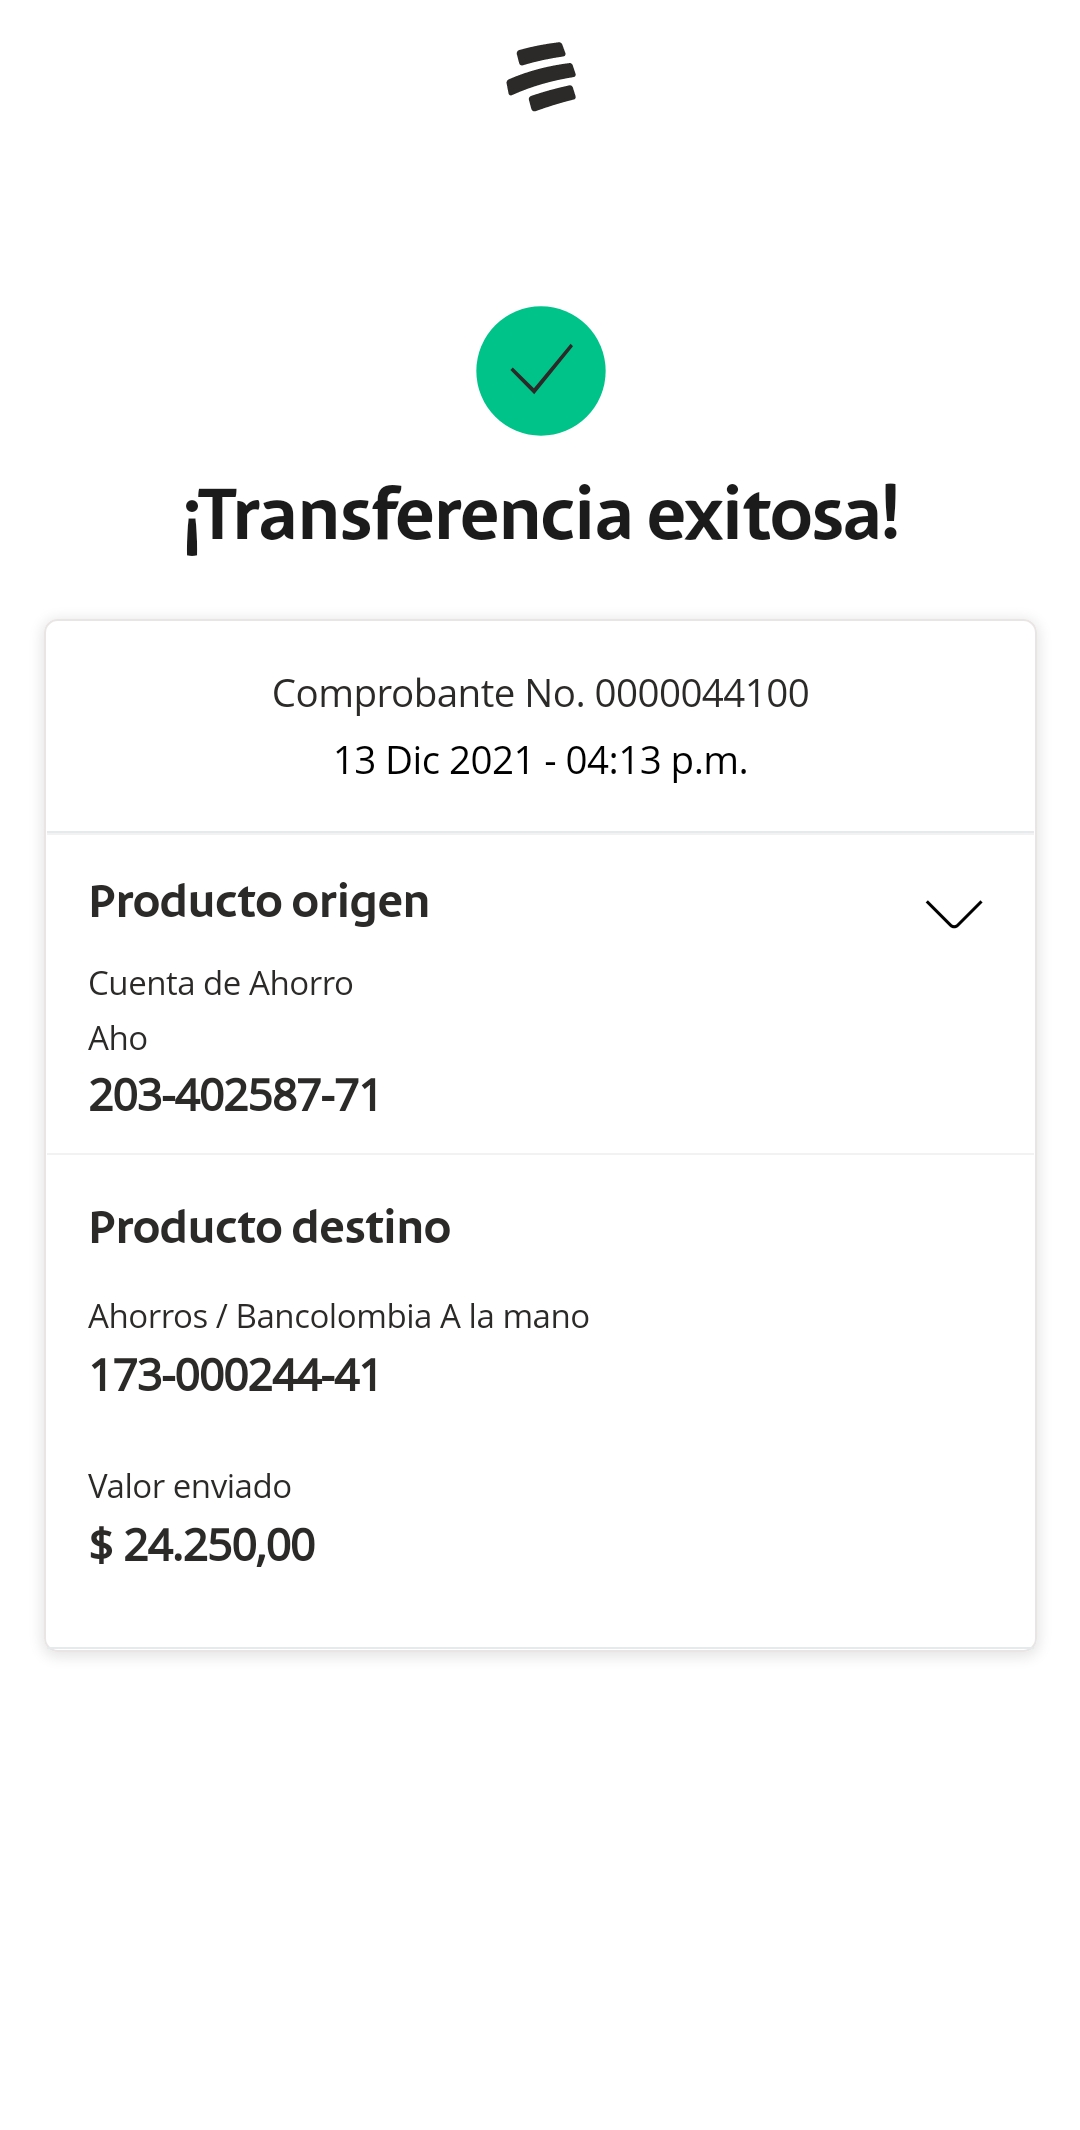 ¡Transferencia exitosa!
Comprobante No. 0000044100
13 Dic 2021 - 04:13 p.m.
Producto origen
Cuenta de Ahorro
Aho
203-402587-71
Producto destino
Ahorros / Bancolombia A la mano
173-000244-41
Valor enviado
$ 24.250,00